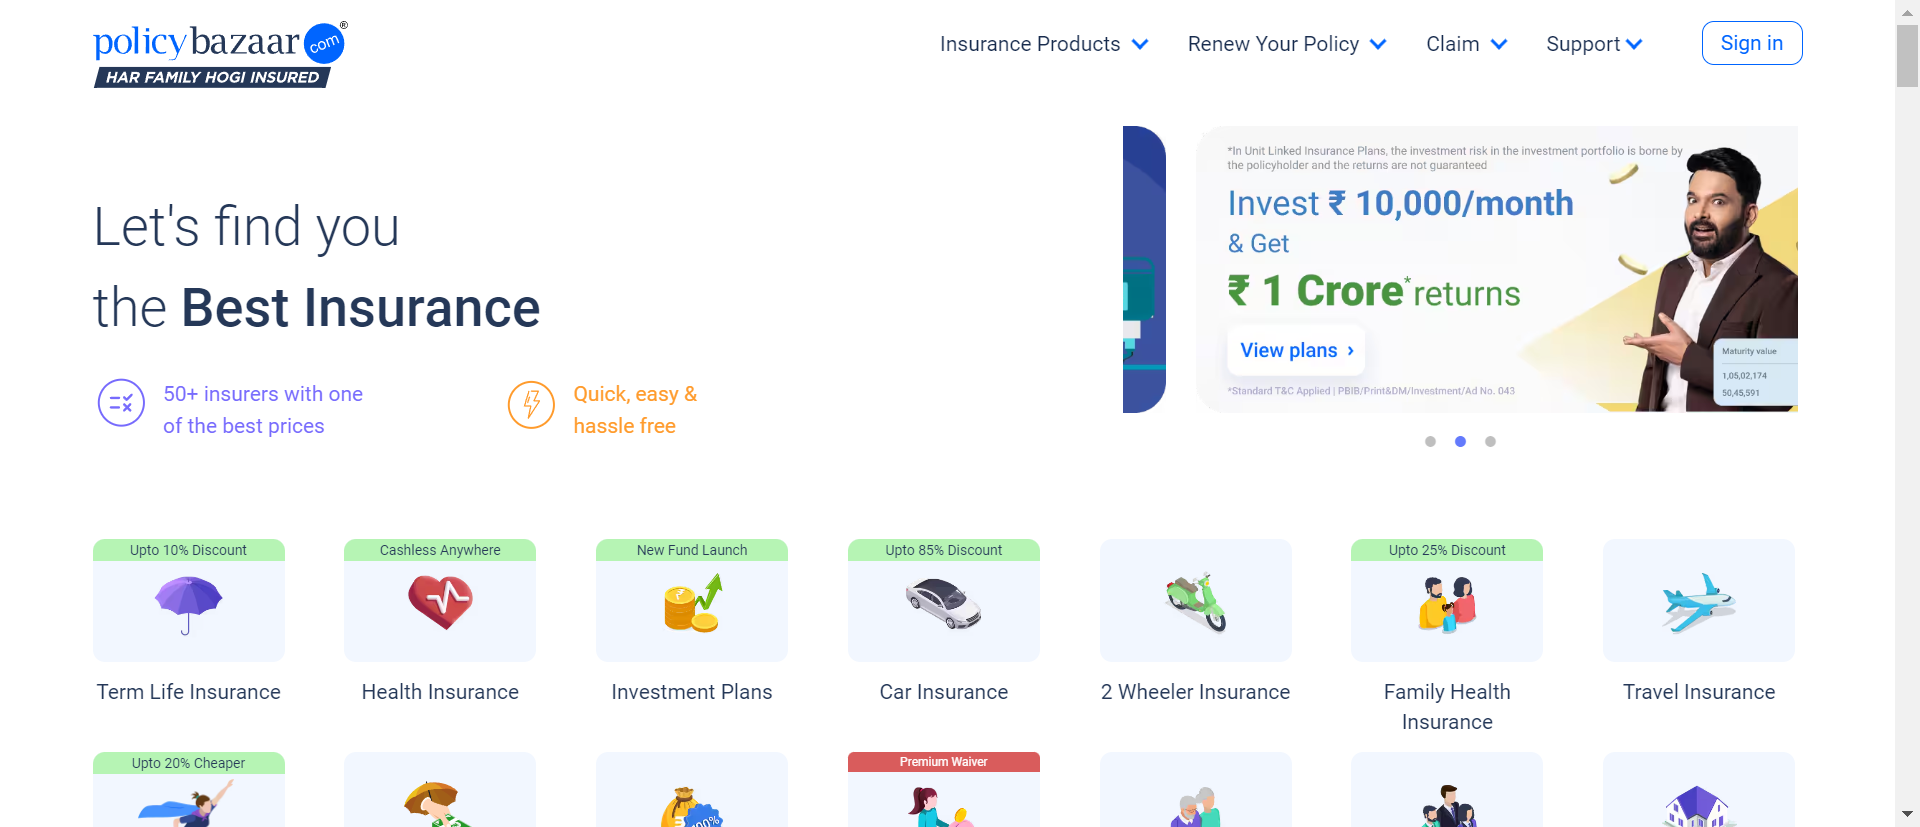 policybazaar com ®
HAR FAMILY HOGI INSURED
Insurance Products
Renew Your Policy
Claim
Support
Sign in
*In Unit Linked Insurance Plans, the investment risk in the investment portfolio is borne by
the policyholder and the returns are not guaranteed
Invest ₹ 10,000/month
& Get
₹ 1 Crore* returns
View plans ›
*Standard T&C Applied | PBIB/Print&DM/Investment/Ad No. 043
Maturity value
1,05,02,174
50,45,591
Let's find you
the Best Insurance
50+ insurers with one
of the best prices
Quick, easy &
hassle free
Upto 10% Discount
Term Life Insurance
Cashless Anywhere
Health Insurance
New Fund Launch
Investment Plans
Upto 85% Discount
Car Insurance
2 Wheeler Insurance
Upto 25% Discount
Family Health
Insurance
Travel Insurance
Upto 20% Cheaper
100%
Premium Waiver